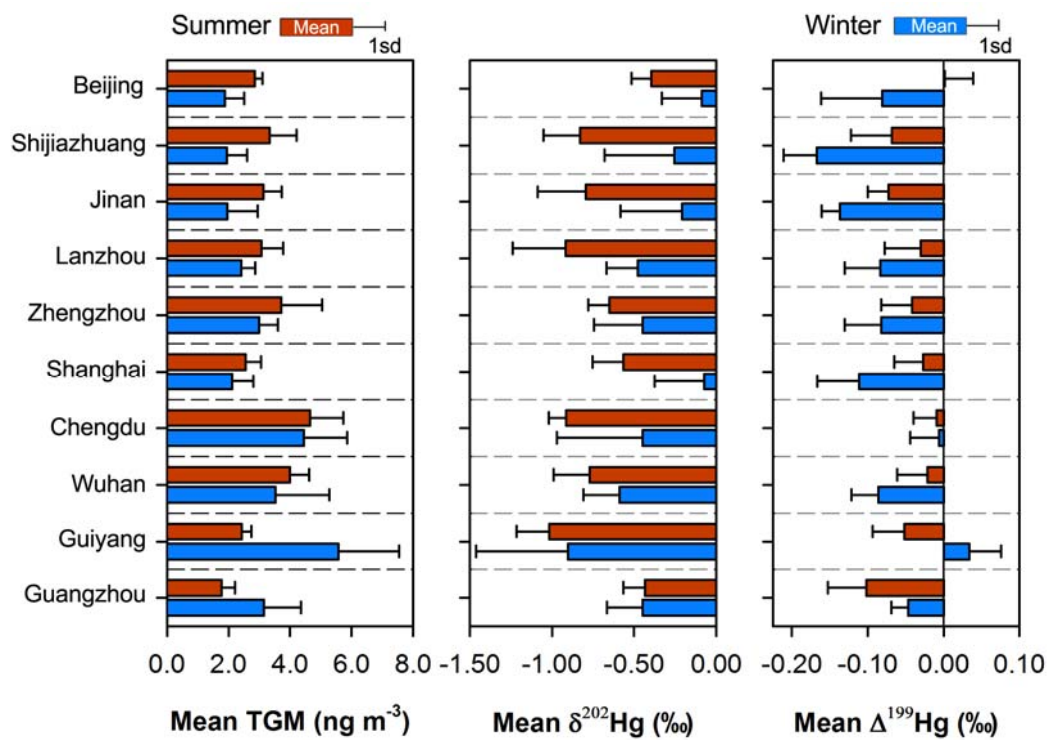 Summer Mean 1sd
Winter Mean 1sd
Beijing
Shijiazhuang
Jinan
Lanzhou
Zhengzhou
Shanghai
Chengdu
Wuhan
Guiyang
Guangzhou
0.0 2.0 4.0 6.0 8.0
-1.50 -1.00 -0.50 0.00
-0.20 -0.10 0.00 0.10
Mean TGM (ng m⁻³)
Mean δ²⁰²Hg (‰)
Mean Δ¹⁹⁹Hg (‰)